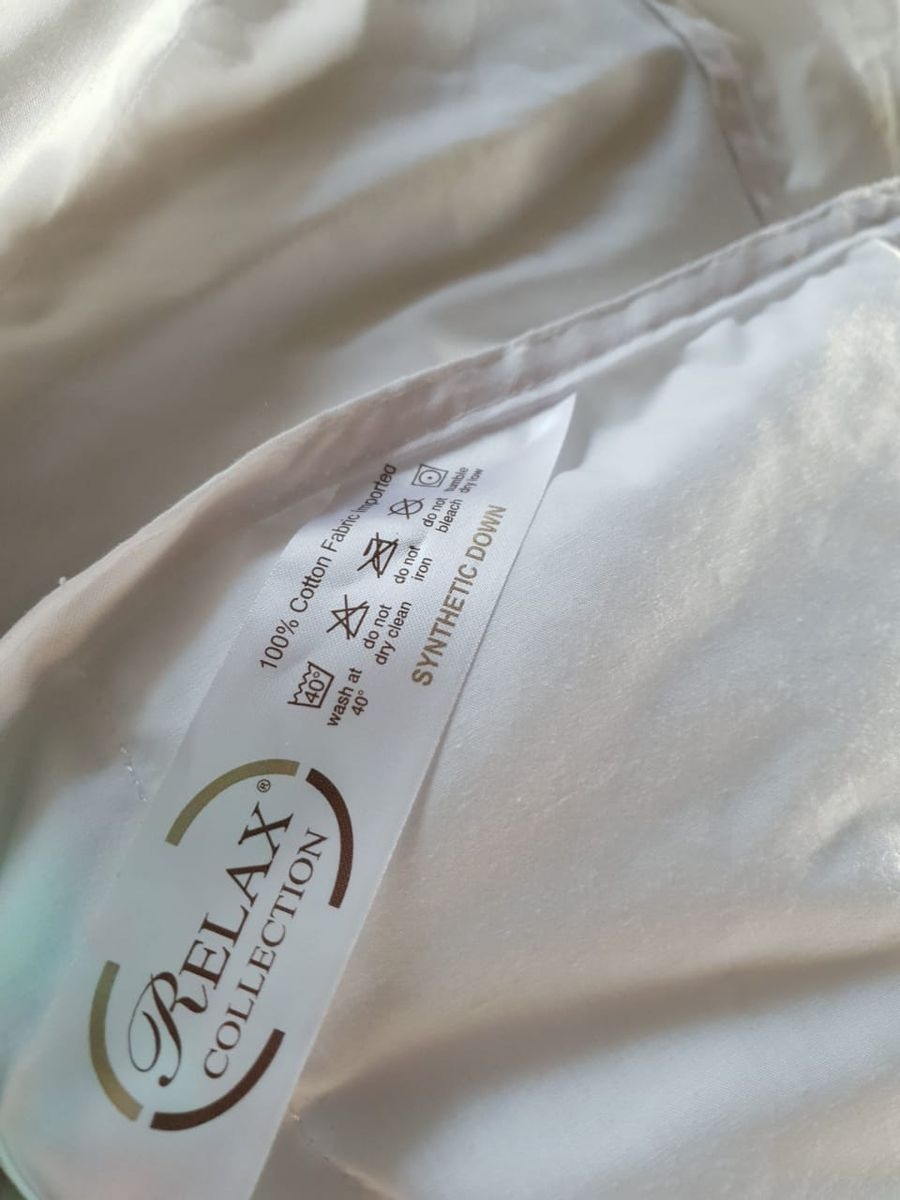 RELAX®
COLLECTION
100% Cotton Fabric Imported
40°
wash at
40°
do not
dry clean
do not
iron
do not
bleach
tumble
dry low
SYNTHETIC DOWN